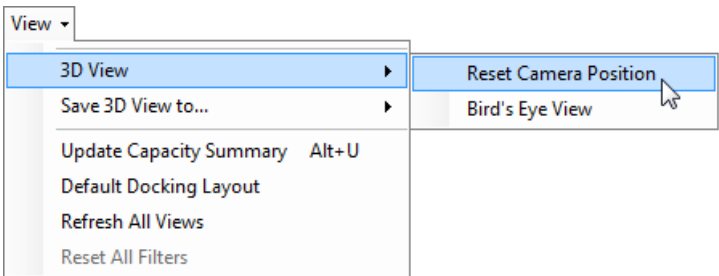 View
3D View
Reset Camera Position
Save 3D View to...
Bird's Eye View
Update Capacity Summary Alt+U
Default Docking Layout
Refresh All Views
Reset All Filters